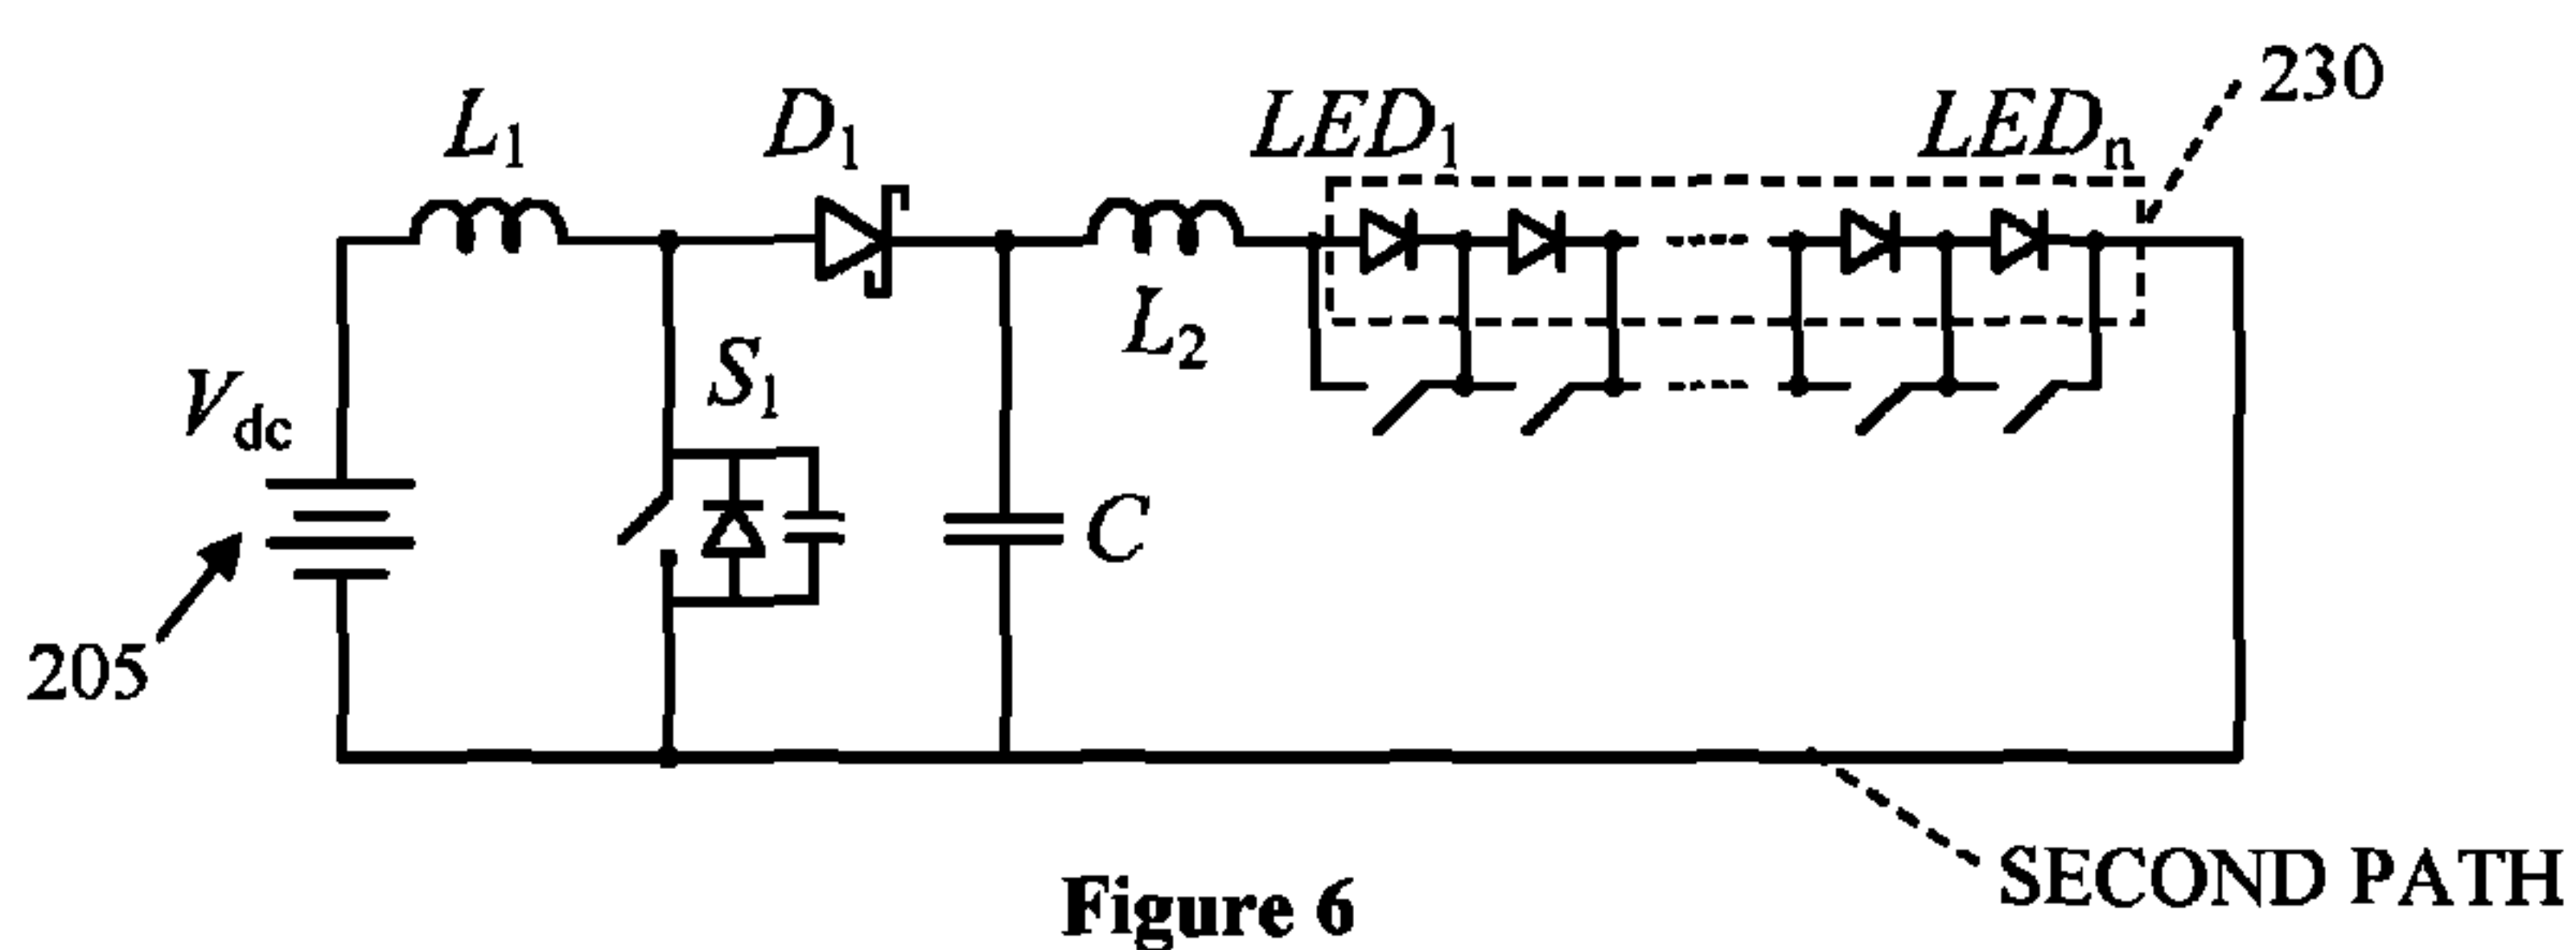 230
L1 D1 LED1 LEDn
L2
S1
Vdc
C
205
SECOND PATH
Figure 6